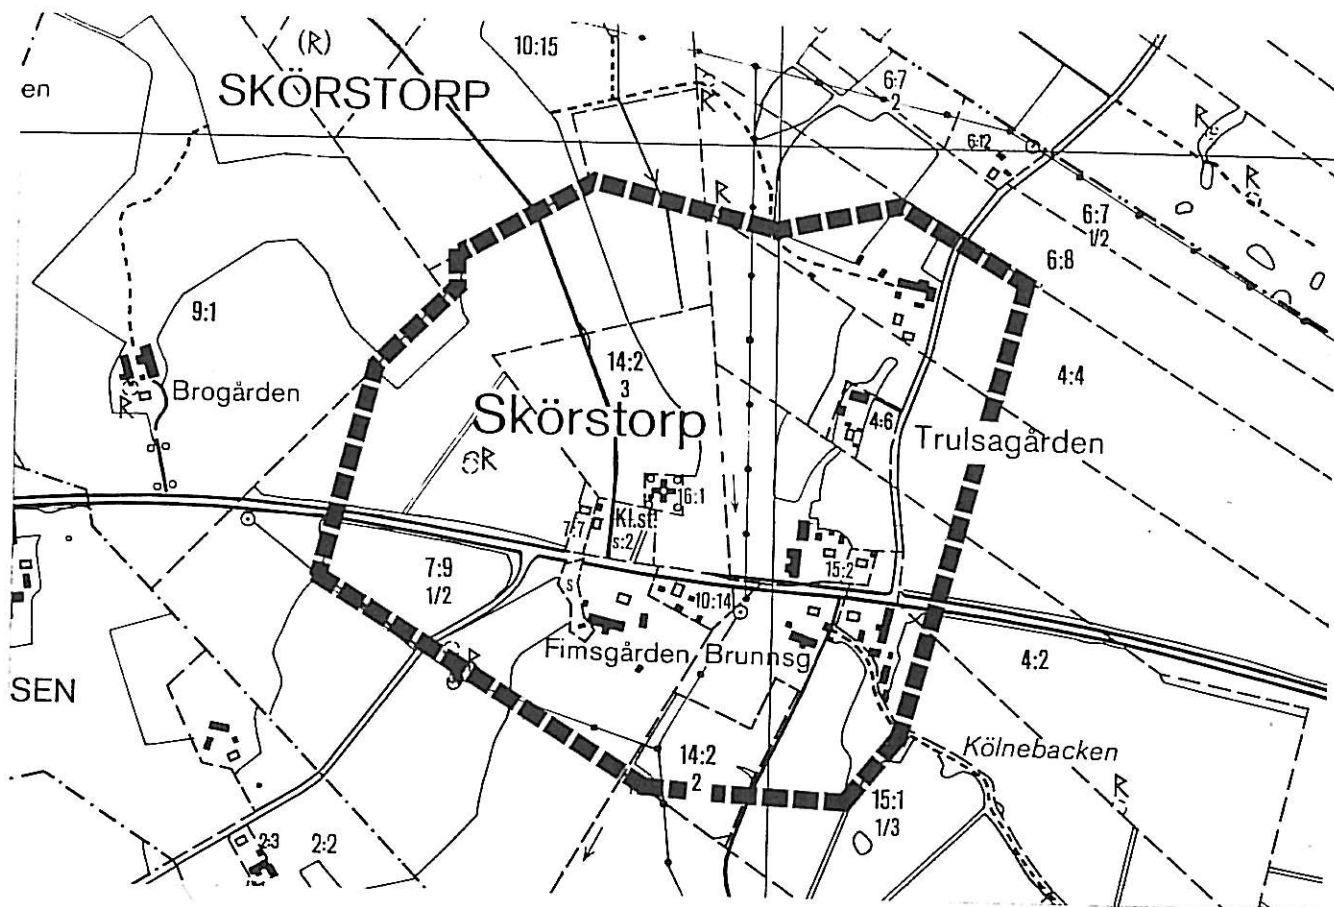 (R)
10:15
en
SKÖRSTORP
R
6:7
2
R
6:12
R
R
6:7
1/2
6:8
9:1
14:2
3
4:4
Brogården
R
Skörstorp
4:6
Trulsagården
R
16:1
7:7
Kl.st.
s:2
7:9
1/2
s
15:2
10:14
Fimsgården
Brunnsg
R
4:2
SEN
Kölnebacken
14:2
2
R
15:1
1/3
2:3
2:2